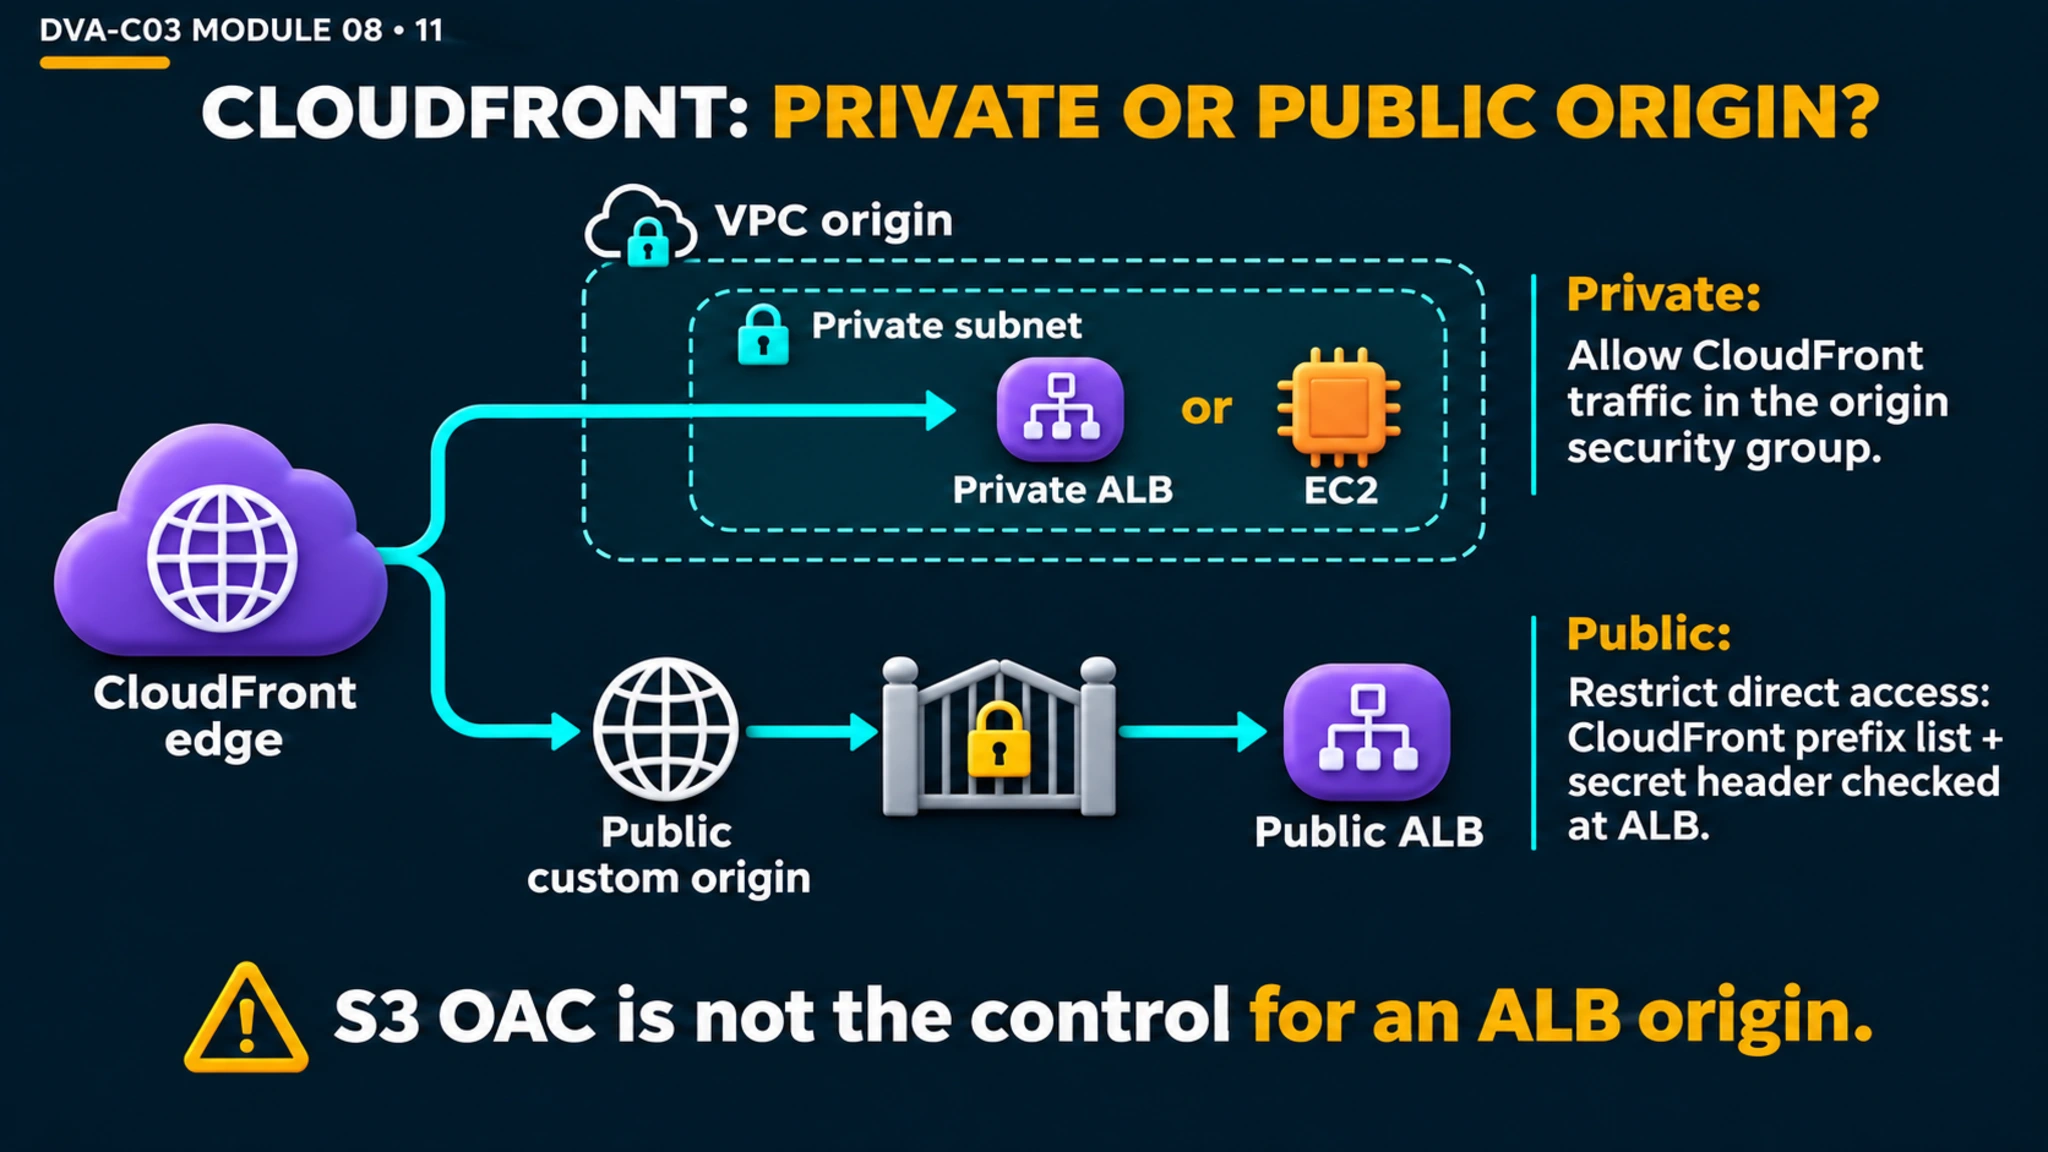 DVA-C03 MODULE 08 • 11
CLOUDFRONT: PRIVATE OR PUBLIC ORIGIN?
VPC origin
Private subnet
or
Private ALB
EC2
Private:
Allow CloudFront
traffic in the origin
security group.
CloudFront
edge
Public
custom origin
Public ALB
Public:
Restrict direct access:
CloudFront prefix list +
secret header checked
at ALB.
S3 OAC is not the control for an ALB origin.